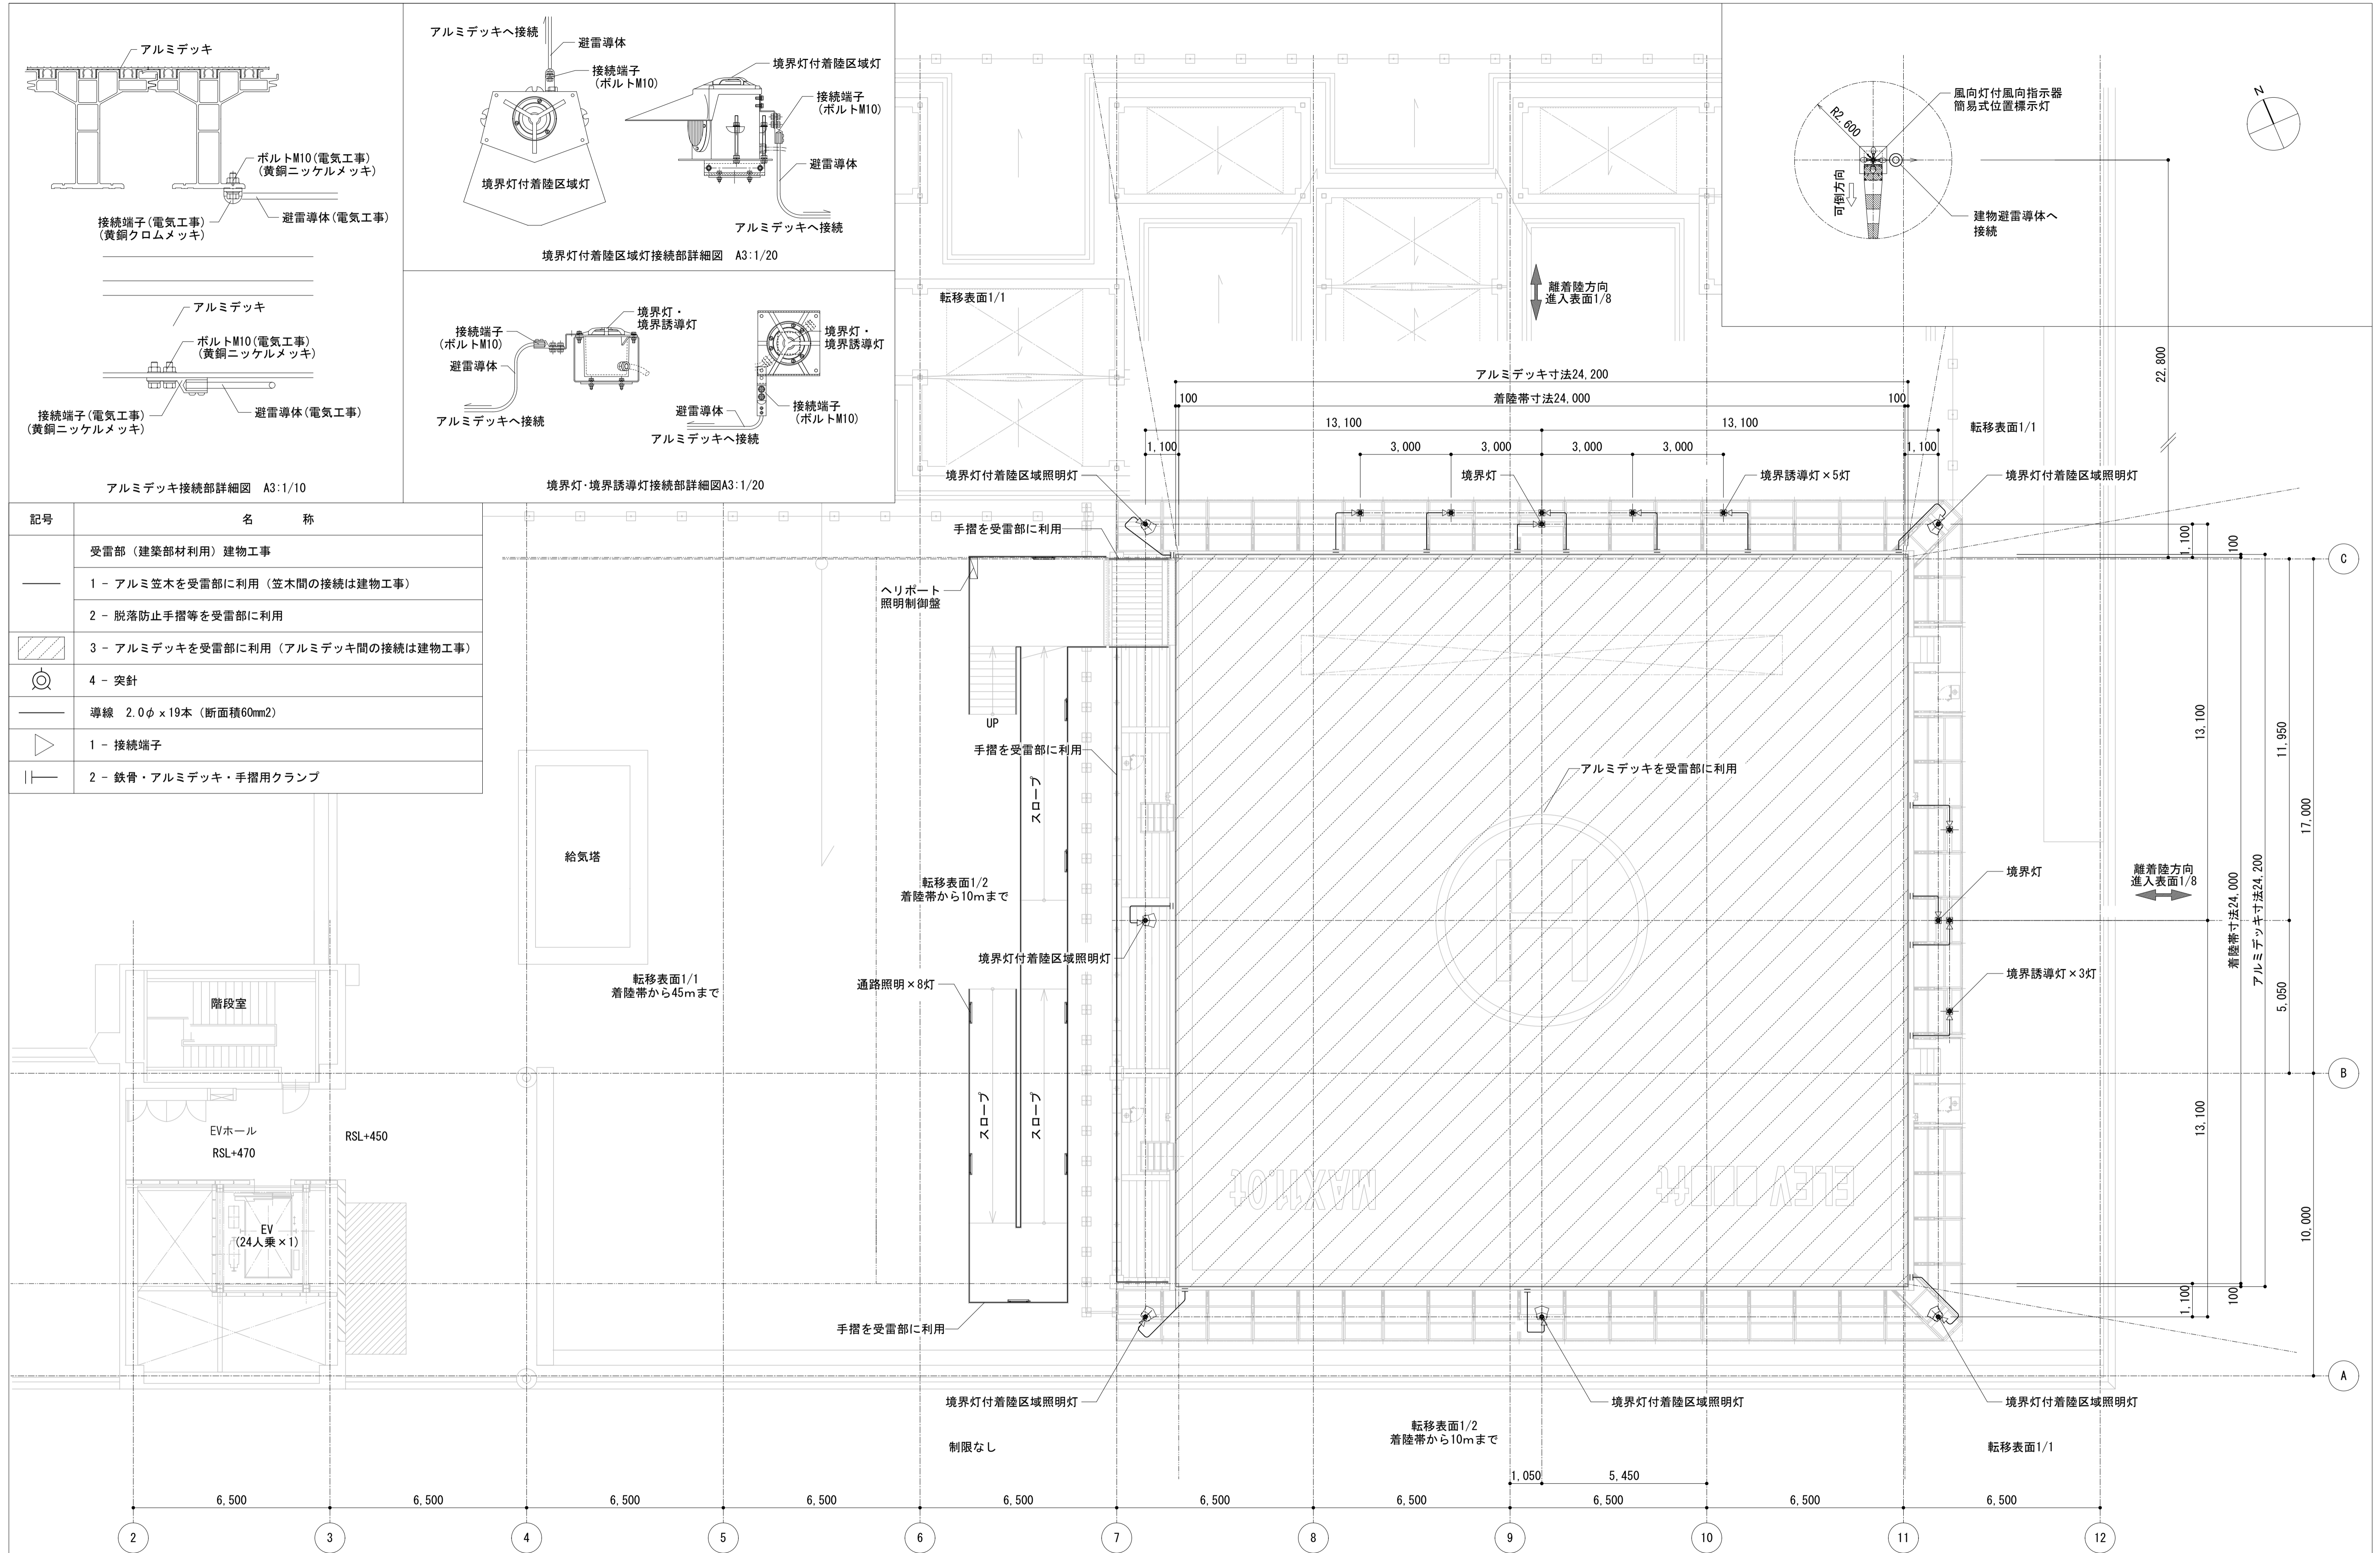 アルミデッキ
ボルトM10(電気工事)
(黄銅ニッケルメッキ)
接続端子(電気工事)
(黄銅クロムメッキ)
避雷導体(電気工事)
アルミデッキ
ボルトM10(電気工事)
(黄銅ニッケルメッキ)
接続端子(電気工事)
(黄銅ニッケルメッキ)
避雷導体(電気工事)
アルミデッキ接続部詳細図 A3:1/10
アルミデッキへ接続
避雷導体
接続端子
(ボルトM10)
境界灯付着陸区域灯
境界灯付着陸区域灯
接続端子
(ボルトM10)
避雷導体
アルミデッキへ接続
境界灯付着陸区域灯接続部詳細図 A3:1/20
接続端子
(ボルトM10)
境界灯・
境界誘導灯
避雷導体
アルミデッキへ接続
境界灯・
境界誘導灯
避雷導体
接続端子
(ボルトM10)
アルミデッキへ接続
境界灯・境界誘導灯接続部詳細図A3:1/20
記号
名 称
受雷部（建築部材利用）建物工事
1 - アルミ笠木を受雷部に利用（笠木間の接続は建物工事）
2 - 脱落防止手摺等を受雷部に利用
3 - アルミデッキを受雷部に利用（アルミデッキ間の接続は建物工事）
4 - 突針
導線 2.0φ x 19本（断面積60mm2）
1 - 接続端子
2 - 鉄骨・アルミデッキ・手摺用クランプ
R2,600
風向灯付風向指示器
簡易式位置標示灯
可倒方向
建物避雷導体へ
接続
N
22,800
転移表面1/1
離着陸方向
進入表面1/8
アルミデッキ寸法24,200
100
着陸帯寸法24,000
100
13,100
13,100
転移表面1/1
1,100
3,000
3,000
3,000
3,000
1,100
境界灯付着陸区域照明灯
境界灯
境界誘導灯×5灯
境界灯付着陸区域照明灯
手摺を受雷部に利用
1,100
100
C
ヘリポート
照明制御盤
UP
手摺を受雷部に利用
スロープ
アルミデッキを受雷部に利用
13,100
11,950
17,000
給気塔
転移表面1/2
着陸帯から10mまで
境界灯
離着陸方向
進入表面1/8
着陸帯寸法24,000
アルミデッキ寸法24,200
H
境界灯付着陸区域照明灯
転移表面1/1
着陸帯から45mまで
通路照明×8灯
境界誘導灯×3灯
5,050
階段室
B
スロープ
スロープ
EVホール
RSL+470
RSL+450
13,100
MAX11.0t
ELEV ft
EV
(24人乗×1)
10,000
1,100
100
手摺を受雷部に利用
A
境界灯付着陸区域照明灯
境界灯付着陸区域照明灯
境界灯付着陸区域照明灯
転移表面1/2
着陸帯から10mまで
制限なし
転移表面1/1
1,050
5,450
6,500
6,500
6,500
6,500
6,500
6,500
6,500
6,500
6,500
6,500
2
3
4
5
6
7
8
9
10
11
12